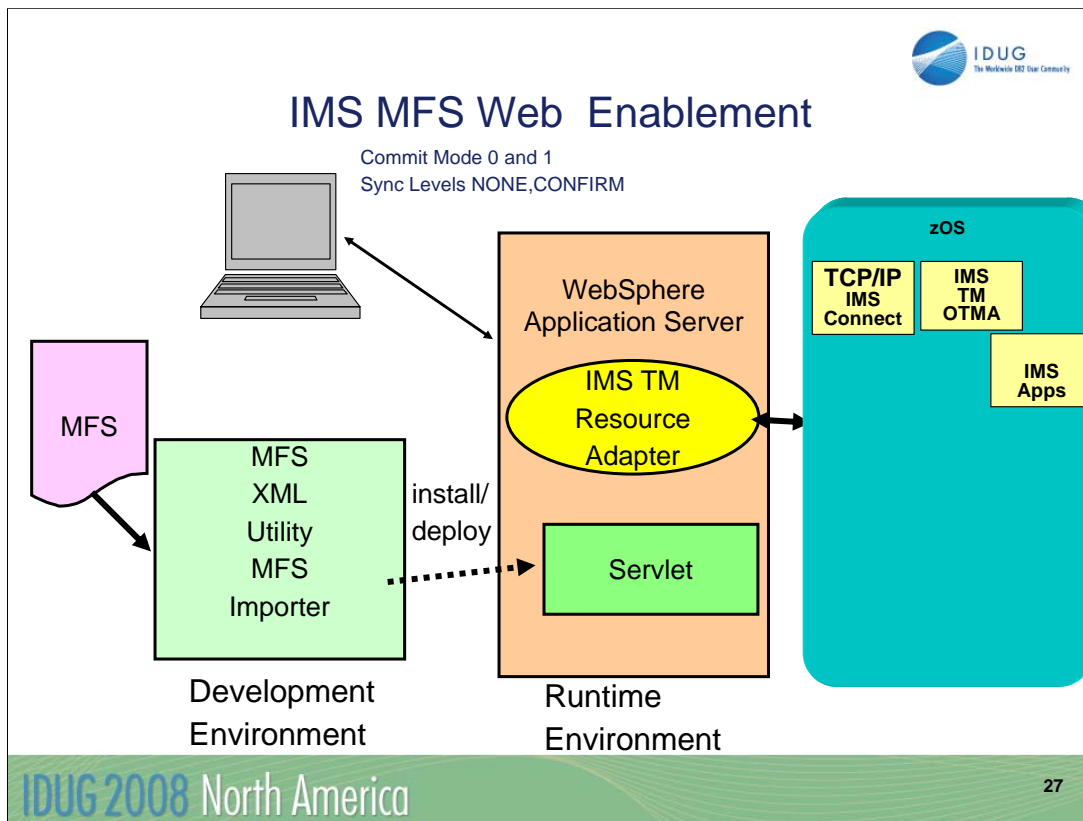 IDUG
The Worldwide DB2 User Community
IMS MFS Web Enablement
Commit Mode 0 and 1
Sync Levels NONE,CONFIRM
zOS
TCP/IP
IMS
Connect
IMS
TM
OTMA
IMS
Apps
WebSphere
Application Server
IMS TM
Resource
Adapter
MFS
MFS
XML
Utility
MFS
Importer
install/
deploy
Servlet
Development
Environment
Runtime
Environment
IDUG 2008 North America
27